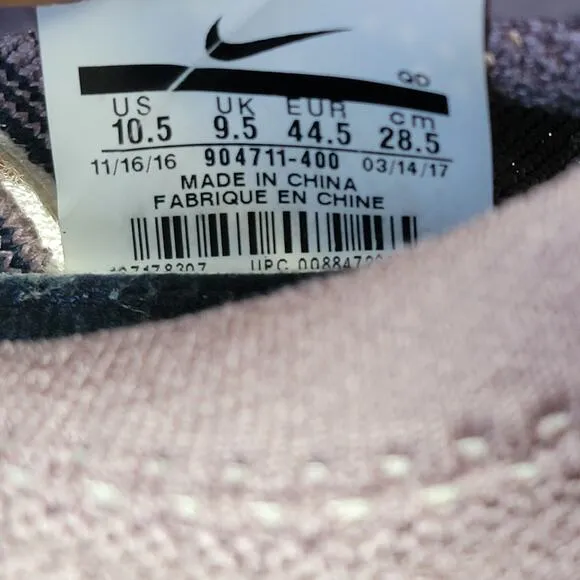 QD
US UK EUR cm
10.5 9.5 44.5 28.5
11/16/16 904711-400 03/14/17
MADE IN CHINA
FABRIQUE EN CHINE
UPC